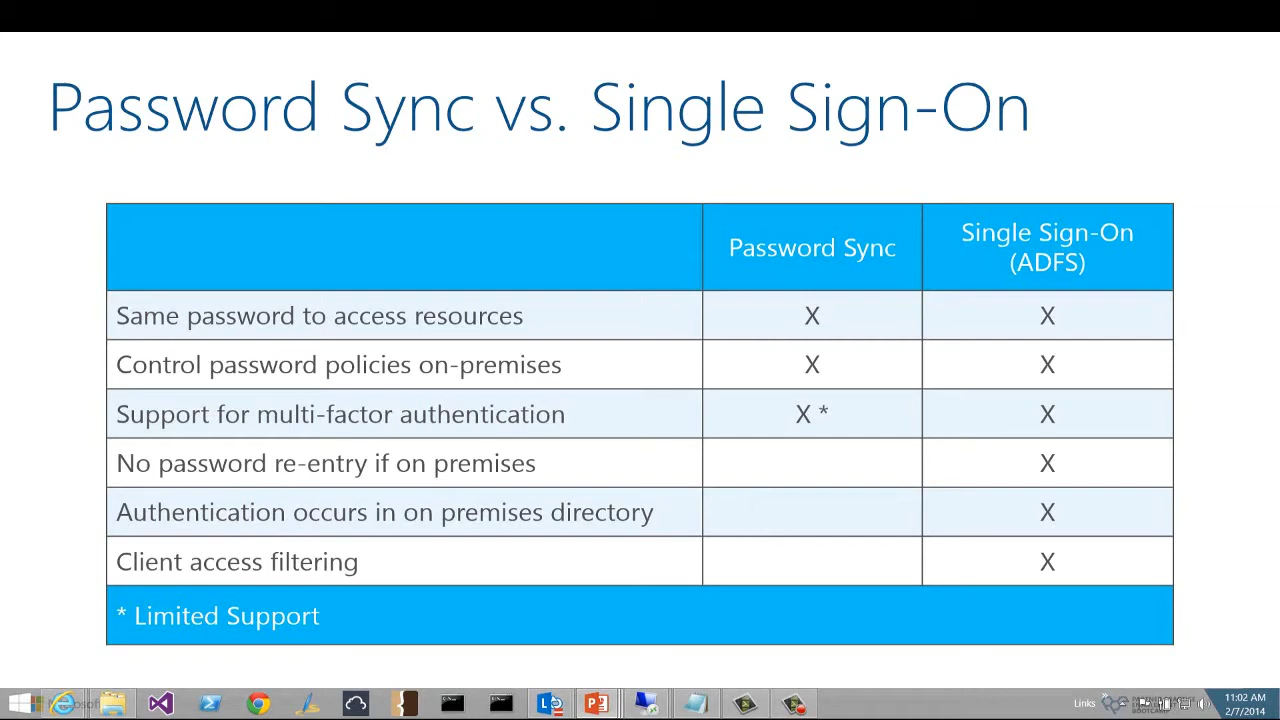 Password Sync vs. Single Sign-On
Password Sync
Single Sign-On
(ADFS)
Same password to access resources X X
Control password policies on-premises X X
Support for multi-factor authentication X * X
No password re-entry if on premises X
Authentication occurs in on premises directory X
Client access filtering X
* Limited Support
Links
11:02 AM
2/7/2014